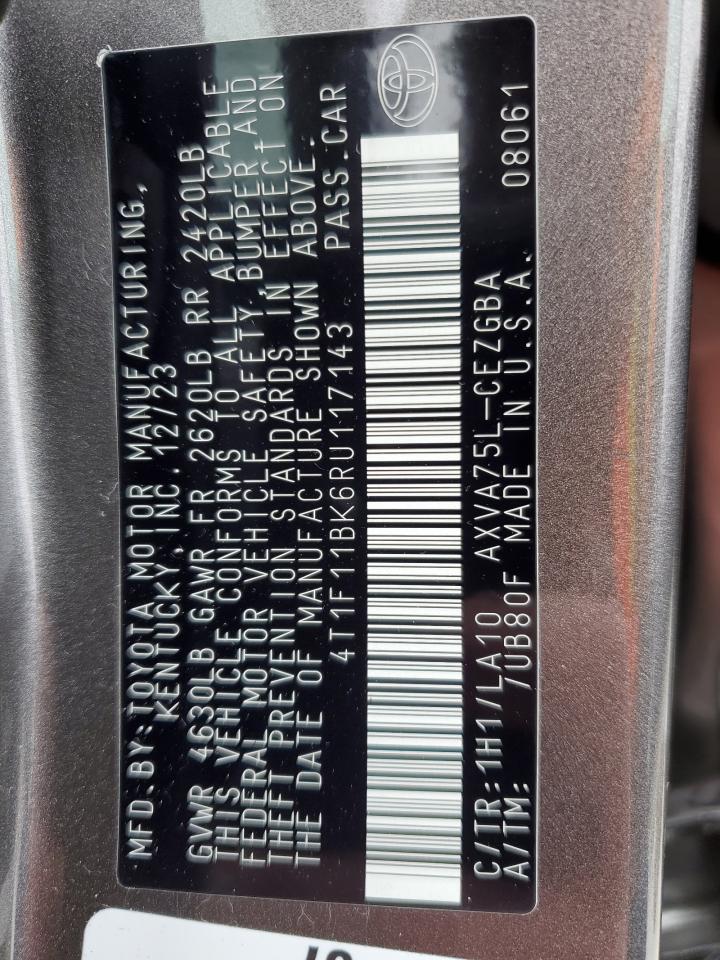 MFD.BY:TOYOTA MOTOR MANUFACTURING,
KENTUCKY, INC. 12/23
GVWR 4630LB GAWR FR 2620LB RR 2420LB
THIS VEHICLE CONFORMS TO ALL APPLICABLE
FEDERAL MOTOR VEHICLE SAFETY, BUMPER, AND
THEFT PREVENTION STANDARDS IN EFFECT ON
THE DATE OF MANUFACTURE SHOWN ABOVE.
4T1F11BK6RU117143 PASS.CAR
C/TR:1H1/LA10 AXVA75L-CEZGBA
A/TM: /UB80F MADE IN U.S.A. 08061